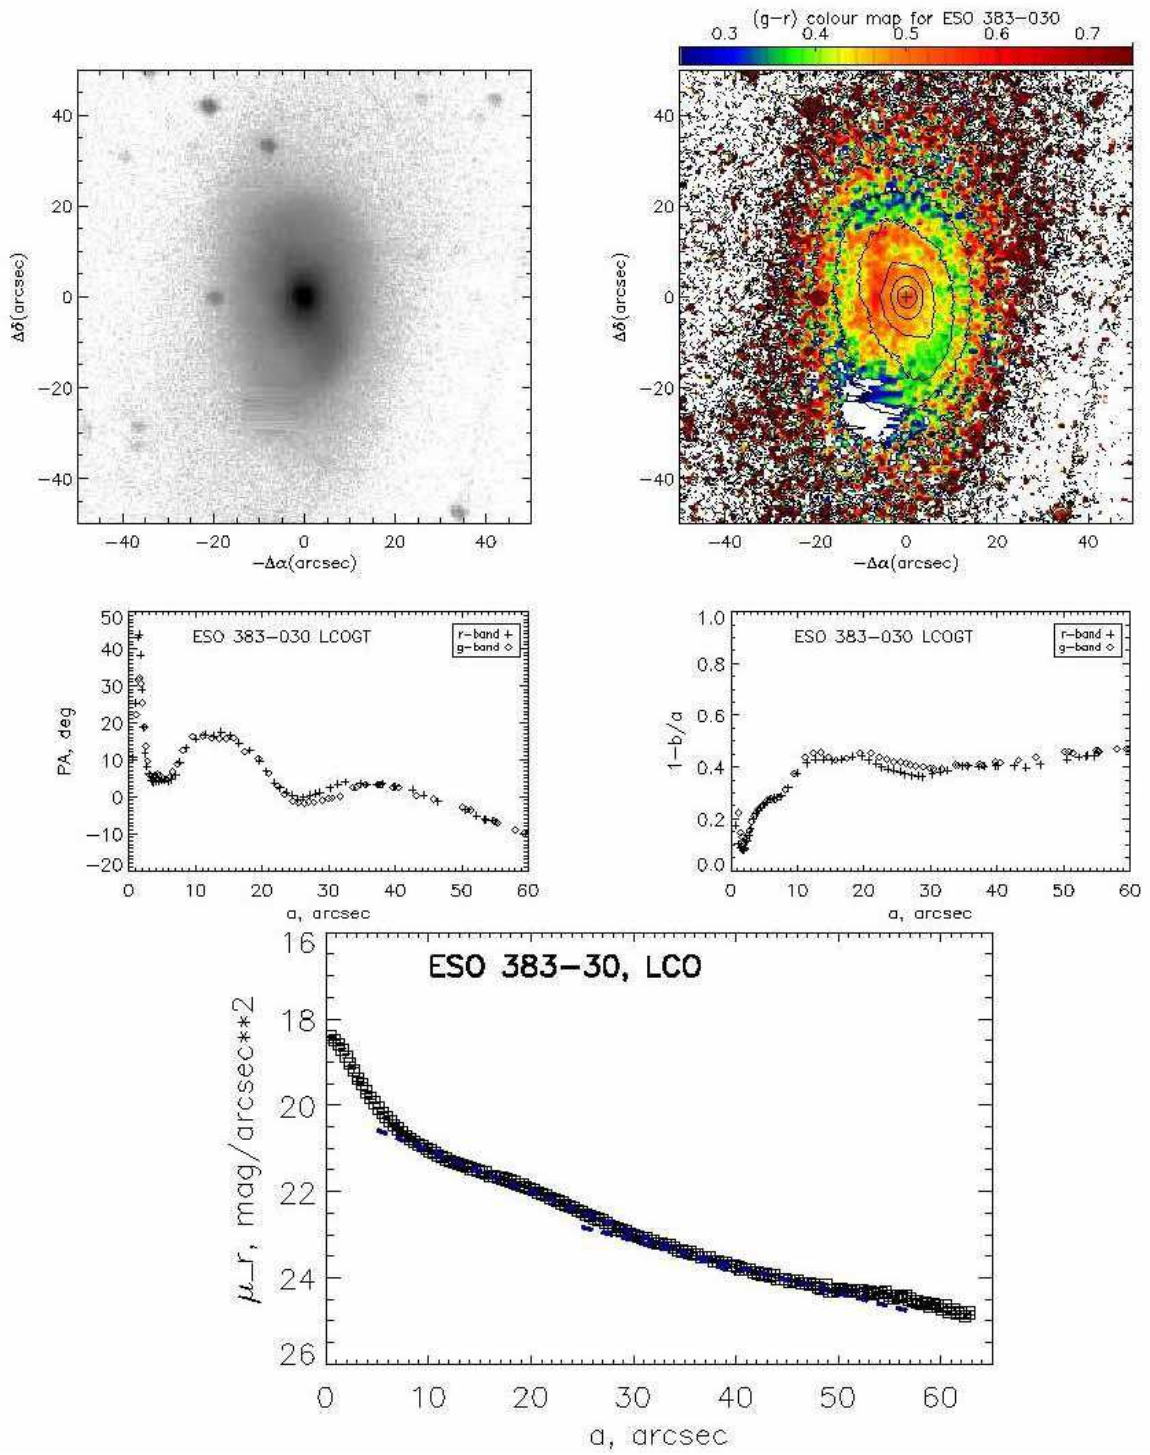 (g−r) colour map for ESO 383−030
0.3 0.4 0.5 0.6 0.7
40
20
0
−20
−40
Δδ(arcsec)
−40 −20 0 20 40
−Δα(arcsec)
40
20
0
−20
−40
Δδ(arcsec)
−40 −20 0 20 40
−Δα(arcsec)
50
40
30
20
10
0
−10
−20
PA, deg
ESO 383−030 LCOGT
r−band +
g−band ◇
0 10 20 30 40 50 60
a, arcsec
1.0
0.8
0.6
0.4
0.2
0.0
1−b/a
ESO 383−030 LCOGT
r−band +
g−band ◇
0 10 20 30 40 50 60
a, arcsec
16
18
20
22
24
26
μ_r, mag/arcsec**2
ESO 383−30, LCO
0 10 20 30 40 50 60
a, arcsec